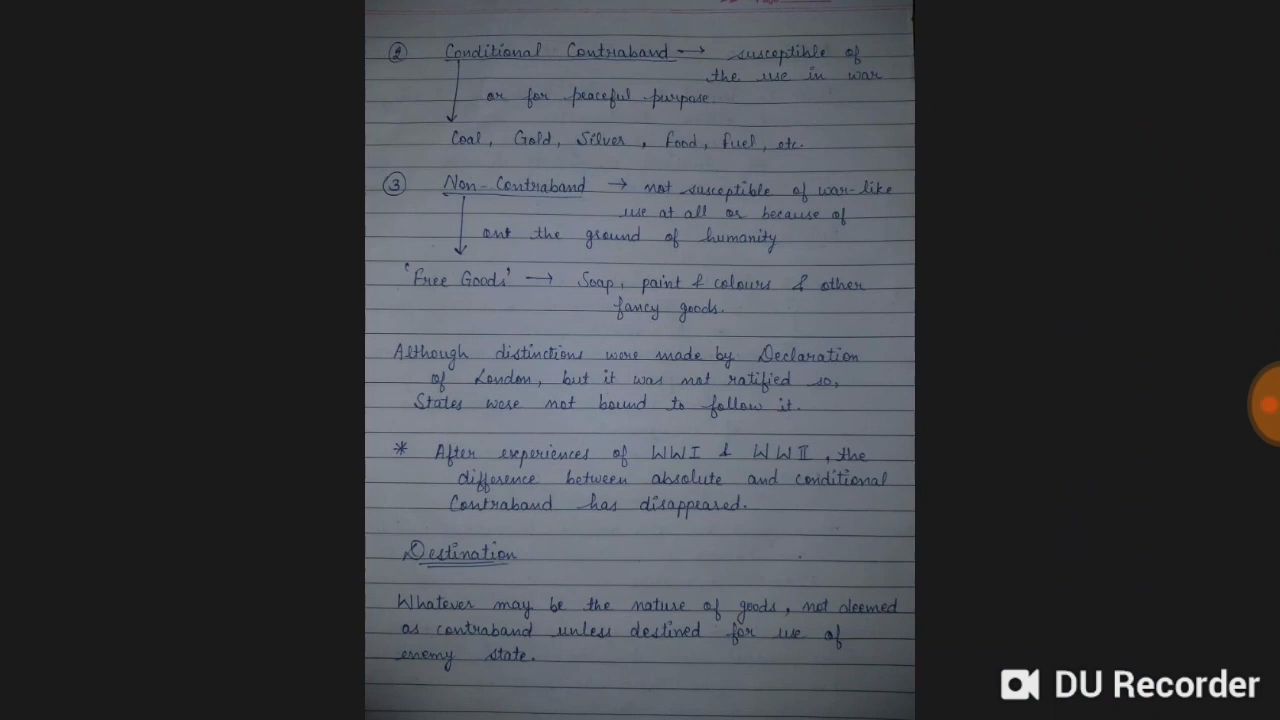 ② Conditional Contraband → susceptible of
the use in war
or for peaceful purpose.
Coal, Gold, Silver, Food, Fuel, etc.
③ Non-Contraband → not susceptible of war-like
use at all or because of
the ground of humanity
'Free Goods' → Soap, paint & colours & other
fancy goods.
Although distinctions were made by Declaration
of London, but it was not ratified so,
States were not bound to follow it.
* After experiences of WWI & WWII, the
difference between absolute and conditional
Contraband has disappeared.
Destination
Whatever may be the nature of goods, not deemed
as contraband unless destined for use of
enemy state.
DU Recorder